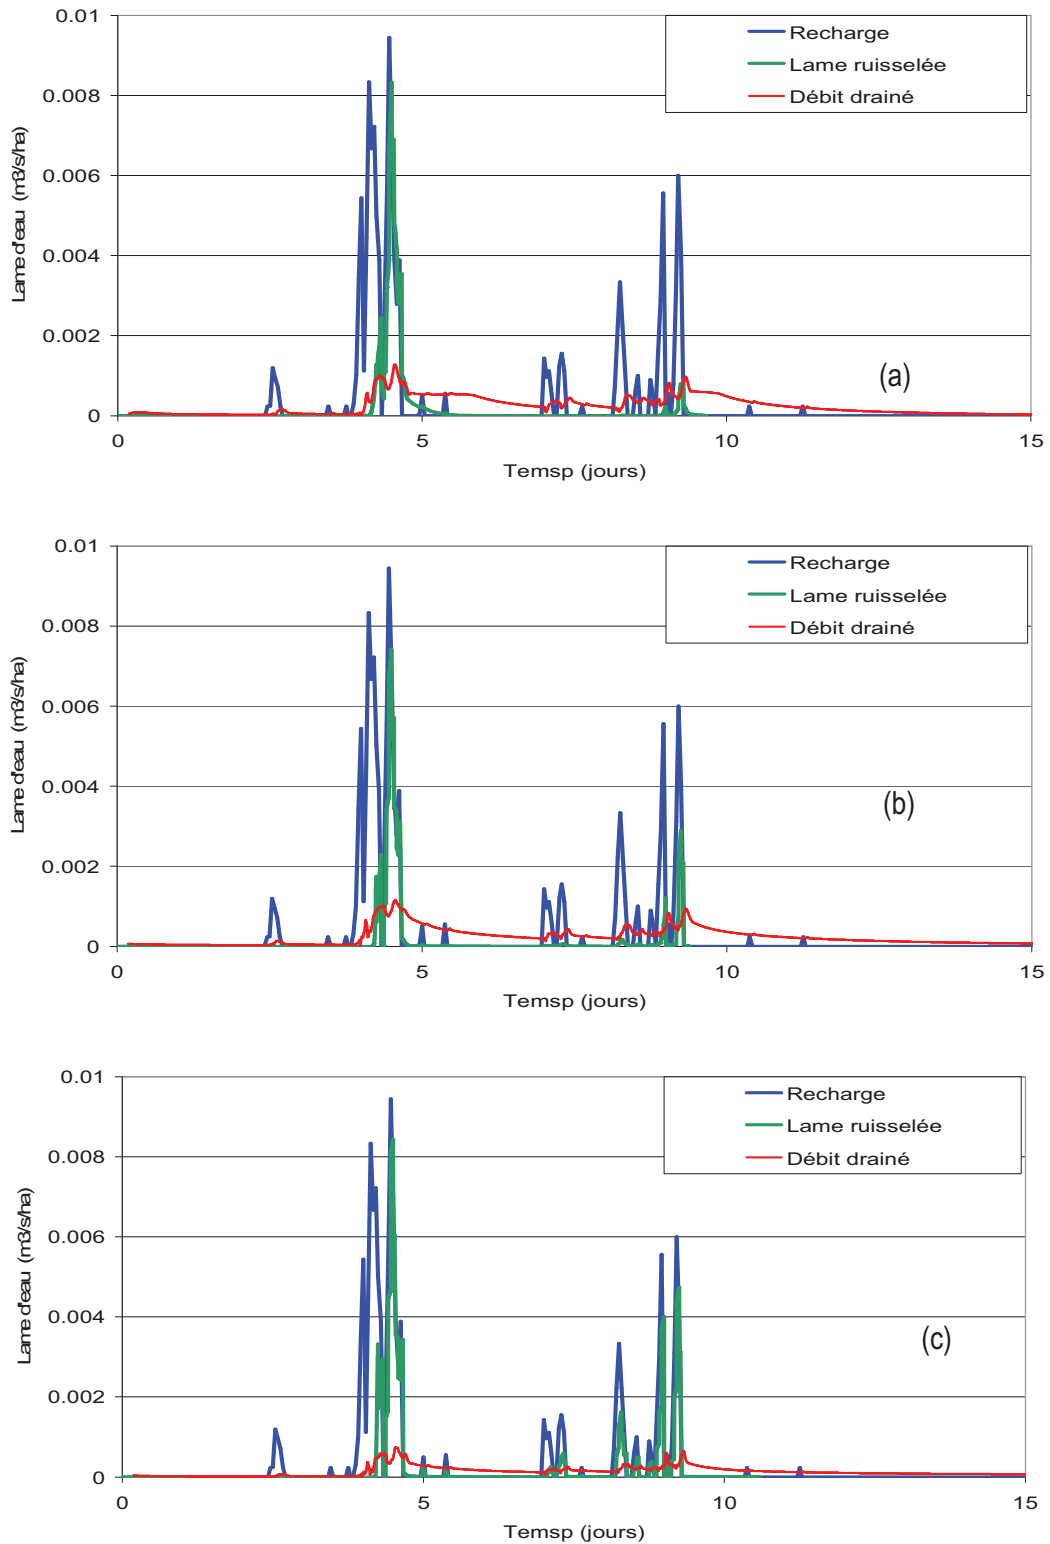 0.01
0.008
0.006
0.004
0.002
0
Lame d'eau (m3/s/ha)
Recharge
Lame ruisselée
Débit drainé
(a)
0 5 10 15
Temsp (jours)
0.01
0.008
0.006
0.004
0.002
0
Lame d'eau (m3/s/ha)
Recharge
Lame ruisselée
Débit drainé
(b)
0 5 10 15
Temsp (jours)
0.01
0.008
0.006
0.004
0.002
0
Lame d'eau (m3/s/ha)
Recharge
Lame ruisselée
Débit drainé
(c)
0 5 10 15
Temsp (jours)